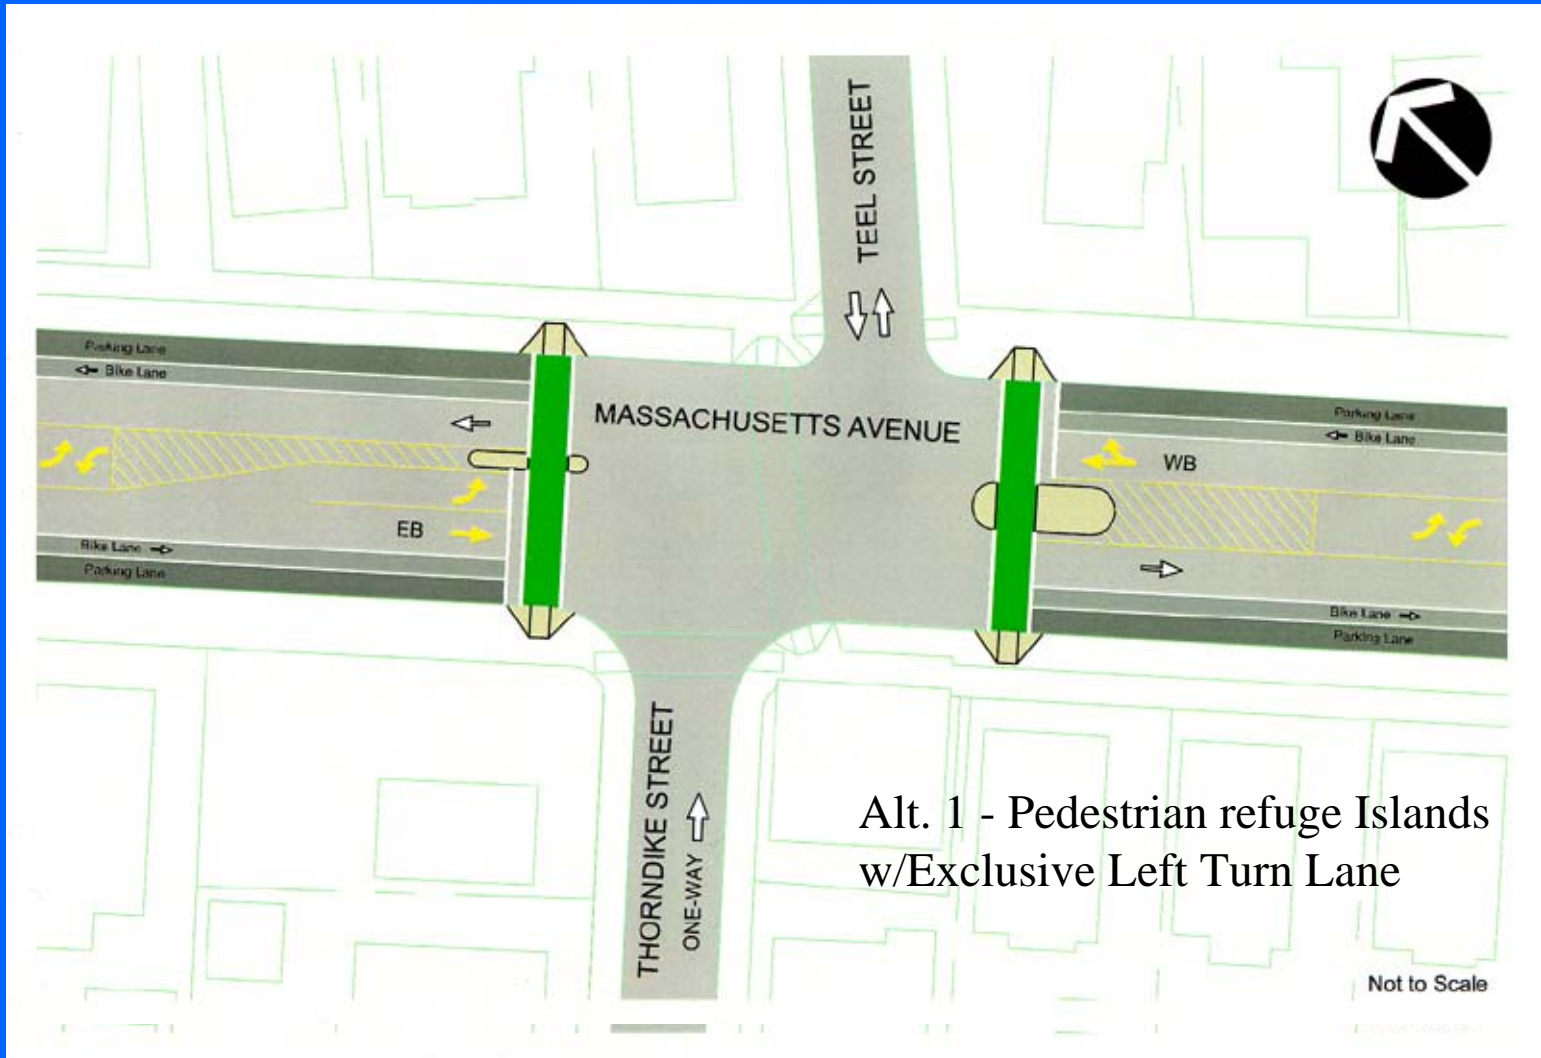 TEEL STREET
Parking Lane
Bike Lane
MASSACHUSETTS AVENUE
Parking Lane
Bike Lane
WB
EB
Bike Lane
Parking Lane
Bike Lane
Parking Lane
THORNDIKE STREET
ONE-WAY
Alt. 1 - Pedestrian refuge Islands
w/Exclusive Left Turn Lane
Not to Scale